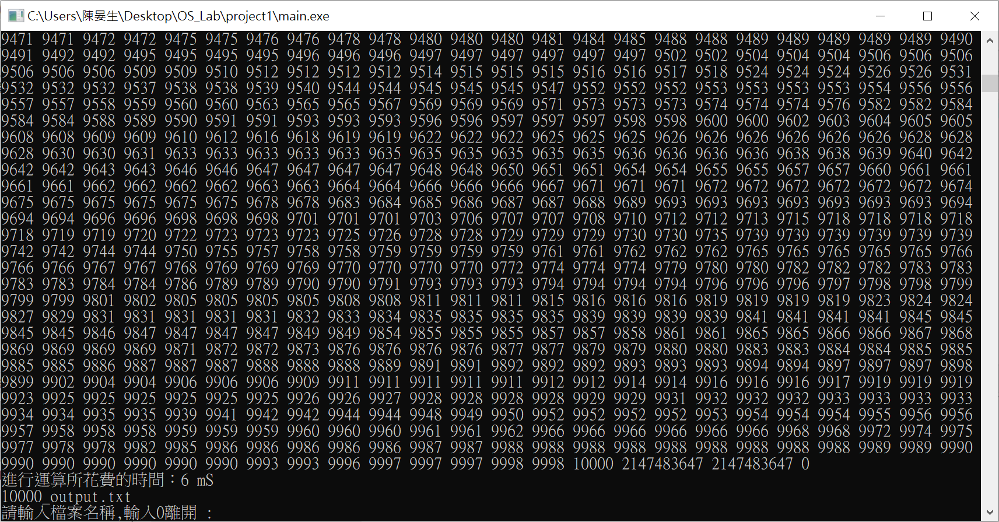 C:\Users\陳晏生\Desktop\OS_Lab\project1\main.exe
9471 9471 9472 9472 9475 9475 9476 9476 9478 9478 9480 9480 9480 9481 9484 9485 9488 9488 9489 9489 9489 9489 9489 9490
9491 9492 9492 9495 9495 9495 9495 9496 9496 9496 9497 9497 9497 9497 9497 9497 9502 9502 9504 9504 9504 9506 9506 9506
9506 9506 9506 9509 9509 9510 9512 9512 9512 9512 9514 9515 9515 9515 9516 9516 9517 9518 9524 9524 9524 9526 9526 9531
9532 9532 9532 9537 9538 9538 9539 9540 9544 9544 9545 9545 9545 9547 9552 9552 9552 9553 9553 9553 9553 9554 9556 9556
9557 9557 9558 9559 9560 9560 9563 9565 9565 9567 9569 9569 9569 9571 9573 9573 9573 9574 9574 9574 9576 9582 9582 9584
9584 9584 9588 9589 9590 9591 9591 9593 9593 9593 9596 9596 9597 9597 9597 9598 9598 9600 9600 9602 9603 9604 9605 9605
9608 9608 9609 9609 9610 9612 9616 9618 9619 9619 9622 9622 9622 9625 9625 9625 9626 9626 9626 9626 9626 9626 9628 9628
9628 9630 9630 9631 9633 9633 9633 9633 9633 9635 9635 9635 9635 9635 9635 9636 9636 9636 9636 9638 9638 9639 9640 9642
9642 9642 9643 9643 9646 9646 9647 9647 9647 9647 9648 9648 9650 9651 9651 9654 9654 9655 9655 9657 9657 9660 9661 9661
9661 9661 9662 9662 9662 9662 9663 9663 9664 9664 9666 9666 9666 9667 9671 9671 9671 9672 9672 9672 9672 9672 9672 9674
9675 9675 9675 9675 9675 9675 9678 9678 9683 9684 9685 9686 9687 9687 9688 9689 9693 9693 9693 9693 9693 9693 9693 9694
9694 9694 9696 9696 9698 9698 9698 9701 9701 9701 9703 9706 9707 9707 9708 9710 9712 9712 9713 9715 9718 9718 9718 9718
9718 9719 9719 9720 9722 9723 9723 9723 9725 9726 9728 9728 9729 9729 9729 9730 9730 9735 9739 9739 9739 9739 9739 9739
9742 9742 9744 9744 9750 9755 9757 9758 9758 9759 9759 9759 9759 9761 9761 9762 9762 9762 9765 9765 9765 9765 9765 9766
9766 9766 9767 9767 9768 9769 9769 9769 9770 9770 9770 9770 9772 9774 9774 9774 9779 9780 9780 9782 9782 9782 9783 9783
9783 9783 9784 9784 9786 9789 9789 9790 9790 9791 9793 9793 9793 9794 9794 9794 9794 9796 9796 9796 9797 9798 9798 9799
9799 9799 9801 9802 9805 9805 9805 9805 9808 9808 9811 9811 9811 9815 9816 9816 9816 9819 9819 9819 9819 9823 9824 9824
9827 9829 9831 9831 9831 9831 9831 9832 9833 9834 9835 9835 9835 9835 9839 9839 9839 9839 9841 9841 9841 9841 9845 9845
9845 9845 9846 9847 9847 9847 9847 9849 9849 9854 9855 9855 9855 9857 9857 9858 9861 9861 9865 9865 9866 9866 9867 9868
9869 9869 9869 9869 9871 9872 9872 9873 9876 9876 9876 9876 9877 9877 9879 9879 9880 9880 9883 9883 9884 9884 9885 9885
9885 9885 9886 9887 9887 9887 9888 9888 9888 9889 9891 9891 9892 9892 9892 9893 9893 9893 9894 9894 9897 9897 9897 9898
9899 9902 9904 9904 9906 9906 9906 9909 9911 9911 9911 9911 9911 9912 9912 9914 9914 9916 9916 9916 9917 9919 9919 9919
9923 9925 9925 9925 9925 9925 9925 9926 9926 9927 9928 9928 9928 9928 9929 9929 9931 9932 9932 9932 9933 9933 9933 9933
9934 9934 9935 9935 9939 9941 9942 9942 9944 9944 9948 9949 9950 9952 9952 9952 9952 9953 9954 9954 9954 9955 9956 9956
9957 9958 9958 9958 9959 9959 9959 9960 9960 9960 9961 9961 9962 9966 9966 9966 9966 9966 9966 9968 9968 9972 9974 9975
9977 9978 9978 9982 9985 9986 9986 9986 9986 9986 9987 9987 9988 9988 9988 9988 9988 9988 9988 9988 9988 9989 9989 9990
9990 9990 9990 9990 9990 9990 9993 9993 9996 9997 9997 9997 9998 9998 10000 2147483647 2147483647 0
進行運算所花費的時間：6 mS
10000_output.txt
請輸入檔案名稱,輸入0離開 :